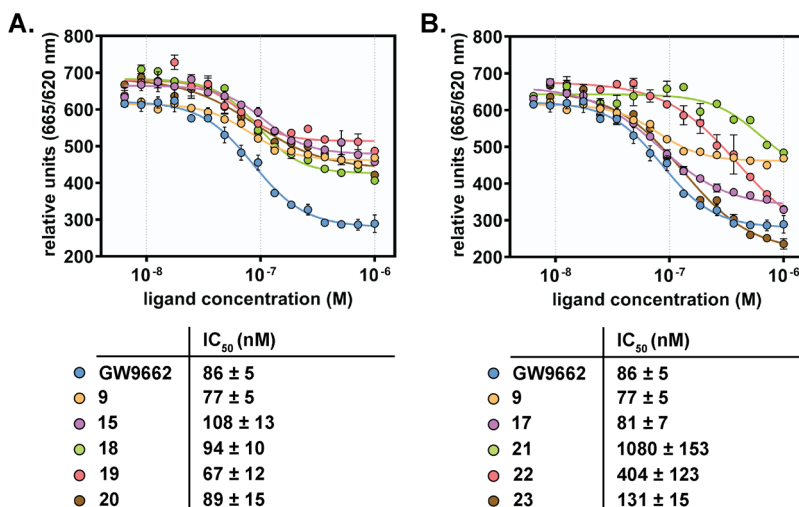 A.
relative units (665/620 nm)
800
700
600
500
400
300
200
10-8
10-7
10-6
ligand concentration (M)
IC50 (nM)
GW9662 86 ± 5
9 77 ± 5
15 108 ± 13
18 94 ± 10
19 67 ± 12
20 89 ± 15
B.
relative units (665/620 nm)
800
700
600
500
400
300
200
10-8
10-7
10-6
ligand concentration (M)
IC50 (nM)
GW9662 86 ± 5
9 77 ± 5
17 81 ± 7
21 1080 ± 153
22 404 ± 123
23 131 ± 15